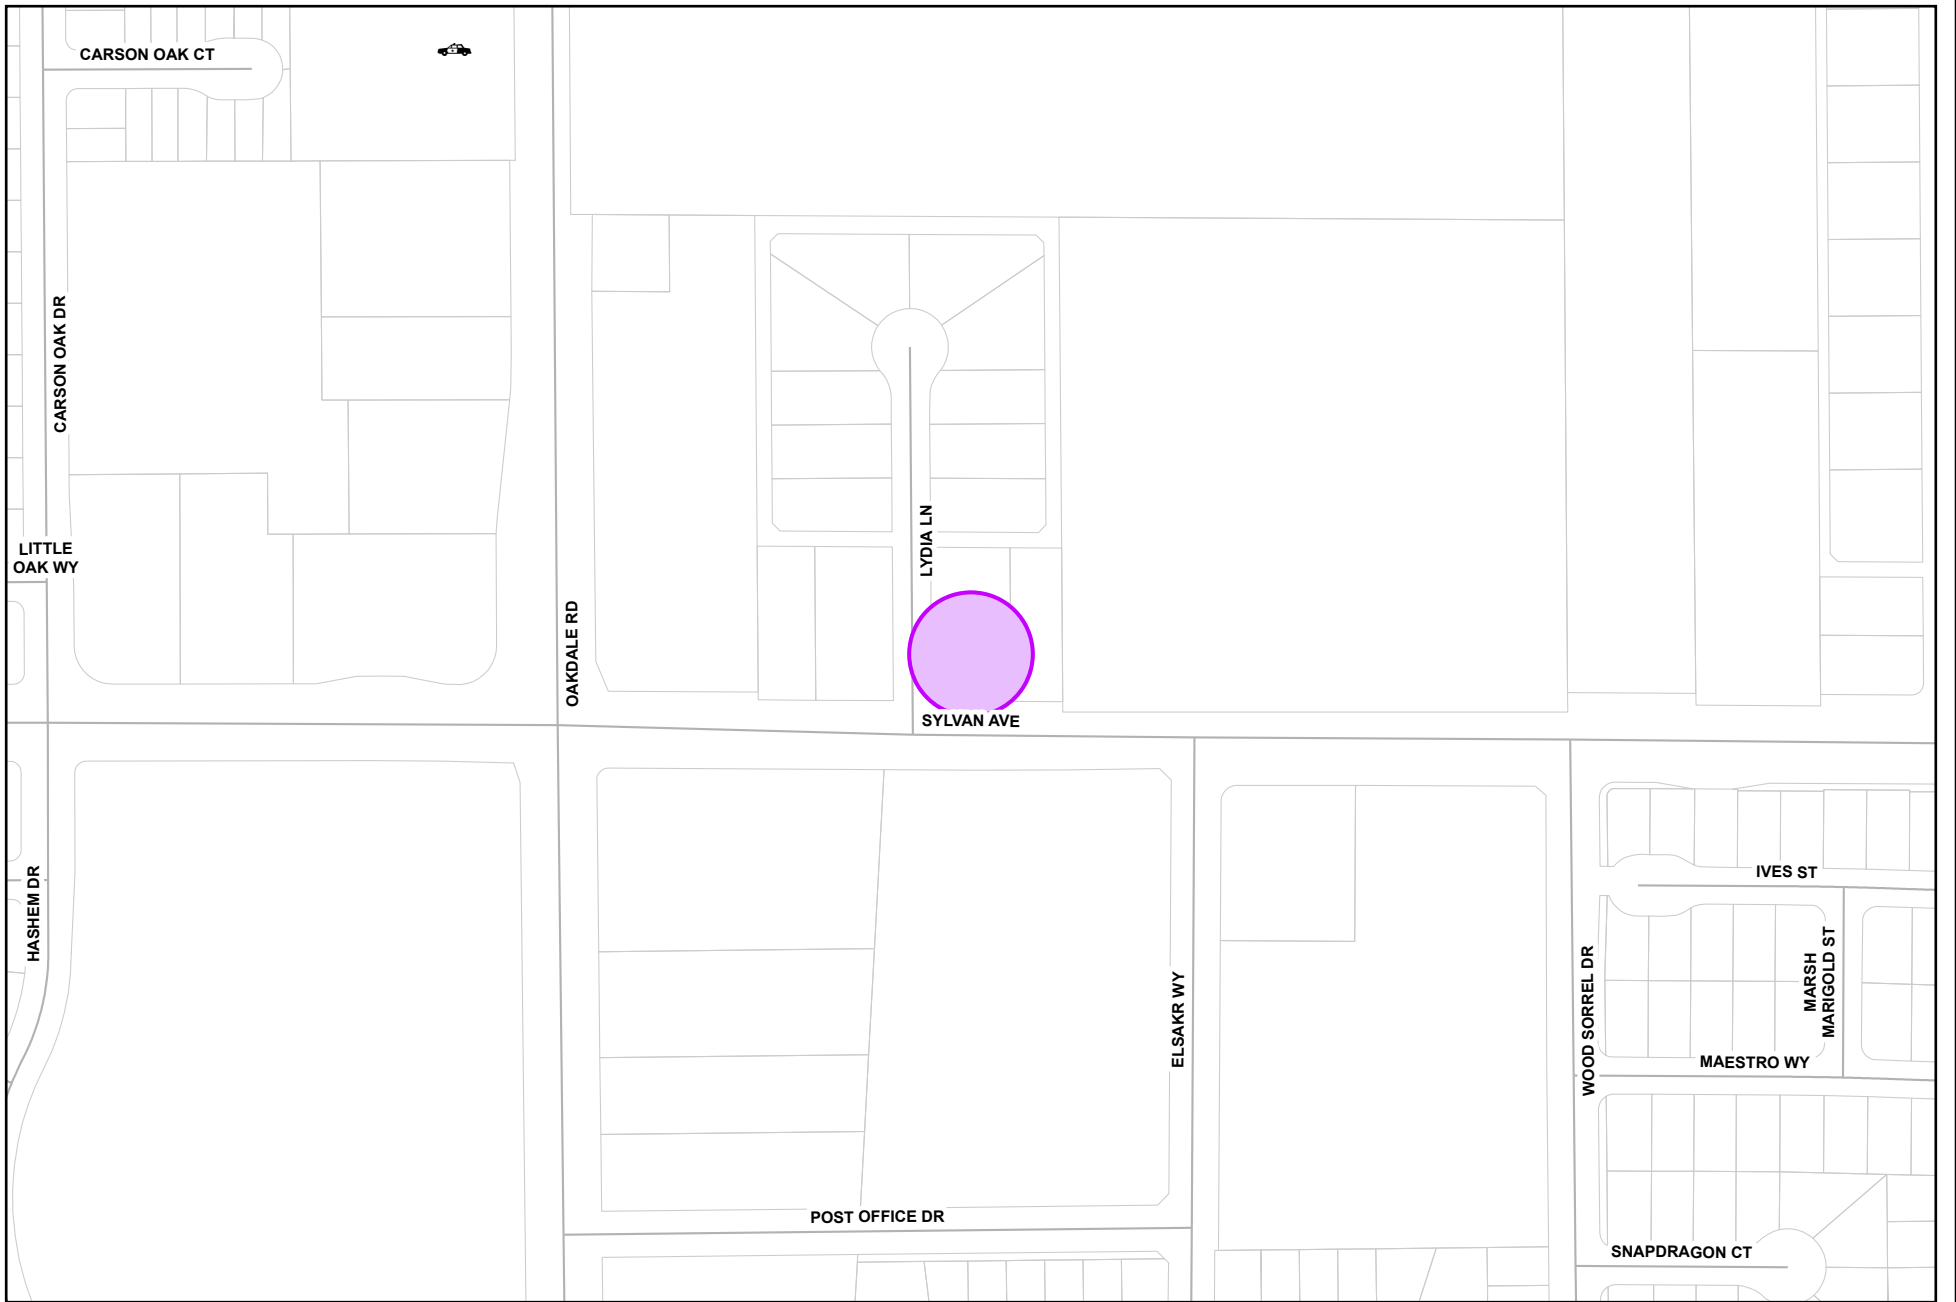 CARSON OAK CT
CARSON OAK DR
LITTLE
OAK WY
LYDIA LN
OAKDALE RD
SYLVAN AVE
HASHEM DR
IVES ST
MARSH
MARIGOLD ST
WOOD SORREL DR
ELSAKR WY
MAESTRO WY
POST OFFICE DR
SNAPDRAGON CT